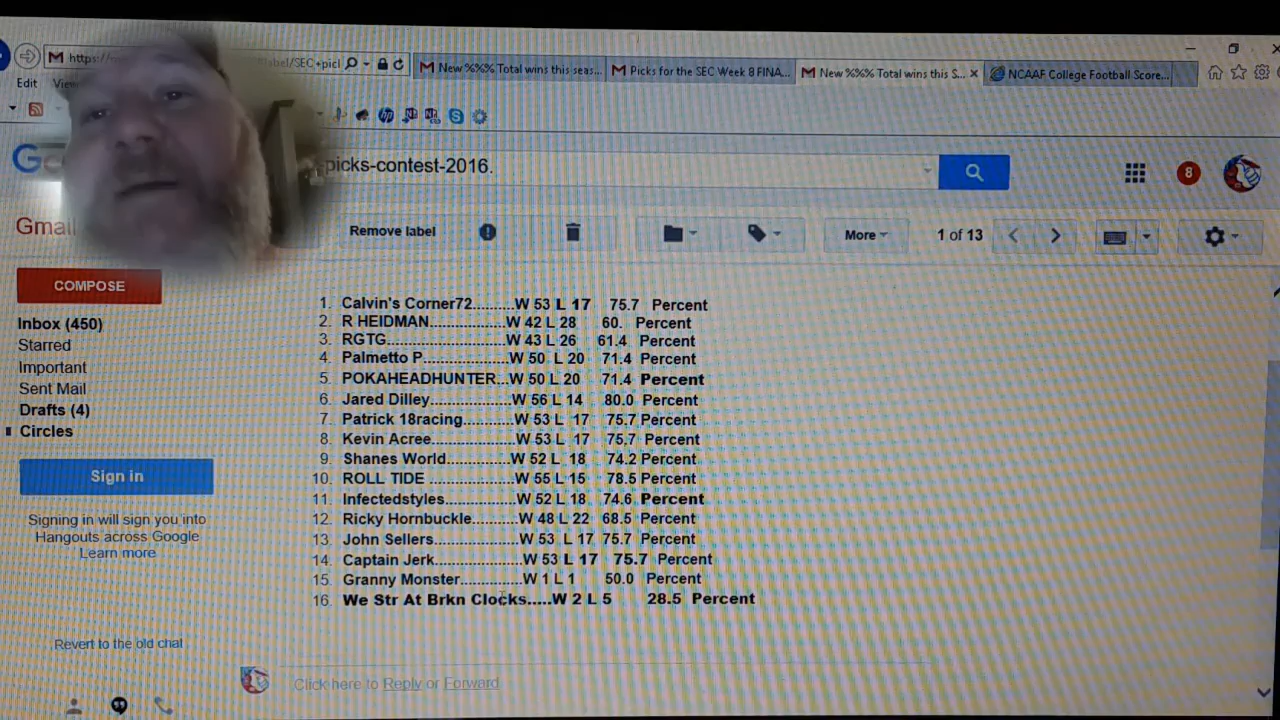 https://m
label/SEC+picl
New %%% Total wins this seas...
Picks for the SEC Week 8 FINA...
New %%% Total wins this S...
NCAAF College Football Score...
Edit
View
-picks-contest-2016.
8
Gmai
Remove label
More
1 of 13
COMPOSE
Inbox (450)
Starred
Important
Sent Mail
Drafts (4)
Circles
Sign in
Signing in will sign you into
Hangouts across Google
Learn more
Revert to the old chat
1. Calvin's Corner72.........W 53 L 17 75.7 Percent
2. R HEIDMAN.................W 42 L 28 60. Percent
3. RGTG..........................W 43 L 26 61.4 Percent
4. Palmetto P...................W 50 L 20 71.4 Percent
5. POKAHEADHUNTER...W 50 L 20 71.4 Percent
6. Jared Dilley...................W 56 L 14 80.0 Percent
7. Patrick 18racing............W 53 L 17 75.7 Percent
8. Kevin Acree..................W 53 L 17 75.7 Percent
9. Shanes World..............W 52 L 18 74.2 Percent
10. ROLL TIDE ..................W 55 L 15 78.5 Percent
11. Infectedstyles...............W 52 L 18 74.6 Percent
12. Ricky Hornbuckle..........W 48 L 22 68.5 Percent
13. John Sellers..................W 53 L 17 75.7 Percent
14. Captain Jerk..................W 53 L 17 75.7 Percent
15. Granny Monster.............W 1 L 1 50.0 Percent
16. We Str At Brkn Clocks.....W 2 L 5 28.5 Percent
Click here to Reply or Forward